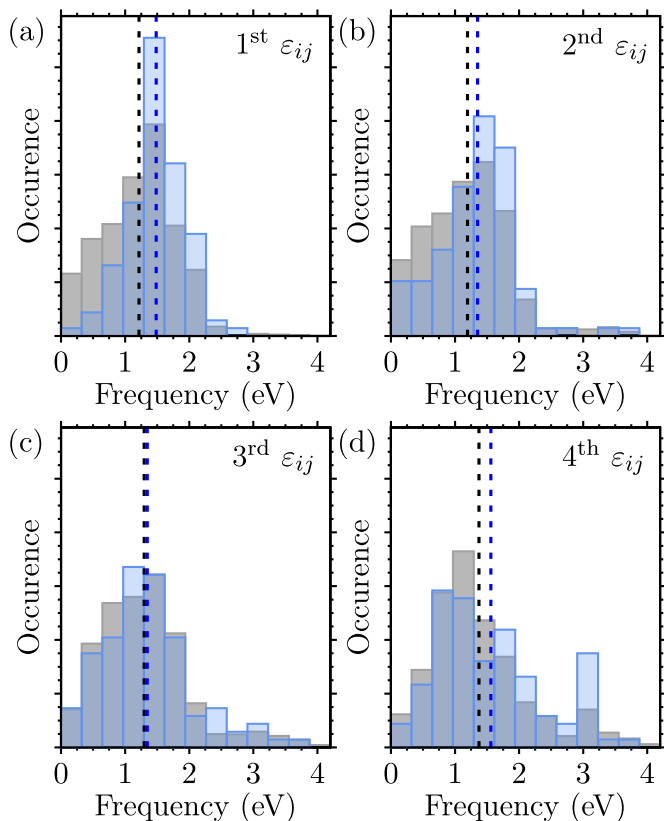 (a)
1st εij
Occurence
0 1 2 3 4
Frequency (eV)
(b)
2nd εij
Occurence
0 1 2 3 4
Frequency (eV)
(c)
3rd εij
Occurence
0 1 2 3 4
Frequency (eV)
(d)
4th εij
Occurence
0 1 2 3 4
Frequency (eV)